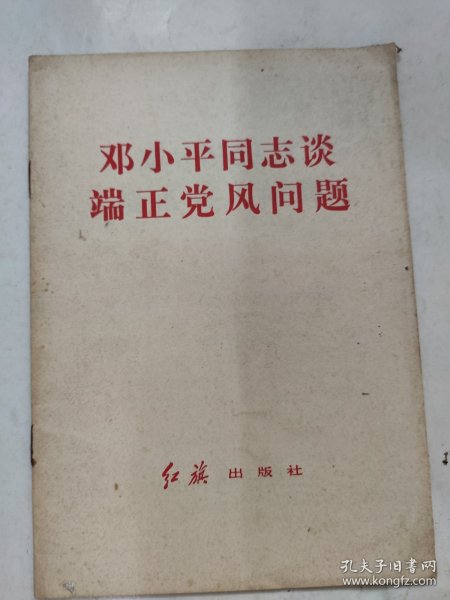 邓小平同志谈
端正党风问题
红旗 出版社
孔夫子旧书网
www.kongfz.com